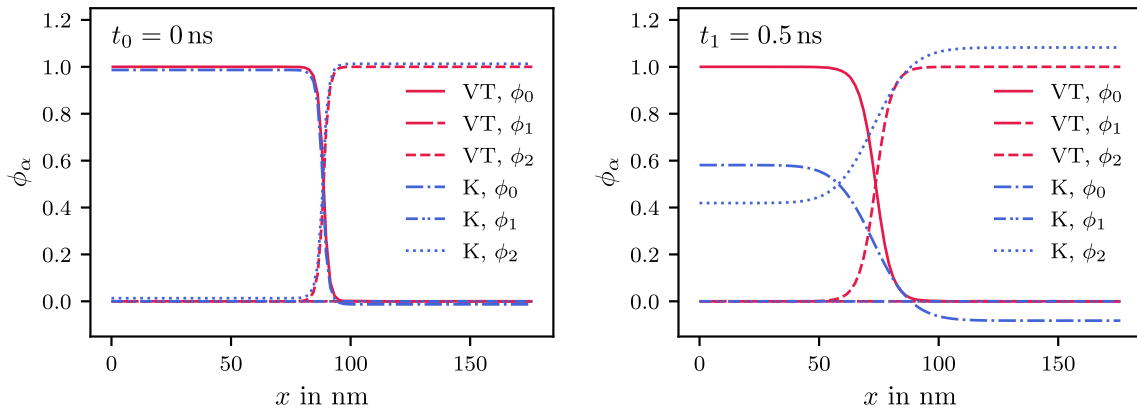 t₀ = 0 ns
ϕ_α
1.2
1.0
0.8
0.6
0.4
0.2
0.0
VT, ϕ₀
VT, ϕ₁
VT, ϕ₂
K, ϕ₀
K, ϕ₁
K, ϕ₂
0 50 100 150
x in nm
t₁ = 0.5 ns
ϕ_α
1.2
1.0
0.8
0.6
0.4
0.2
0.0
VT, ϕ₀
VT, ϕ₁
VT, ϕ₂
K, ϕ₀
K, ϕ₁
K, ϕ₂
0 50 100 150
x in nm